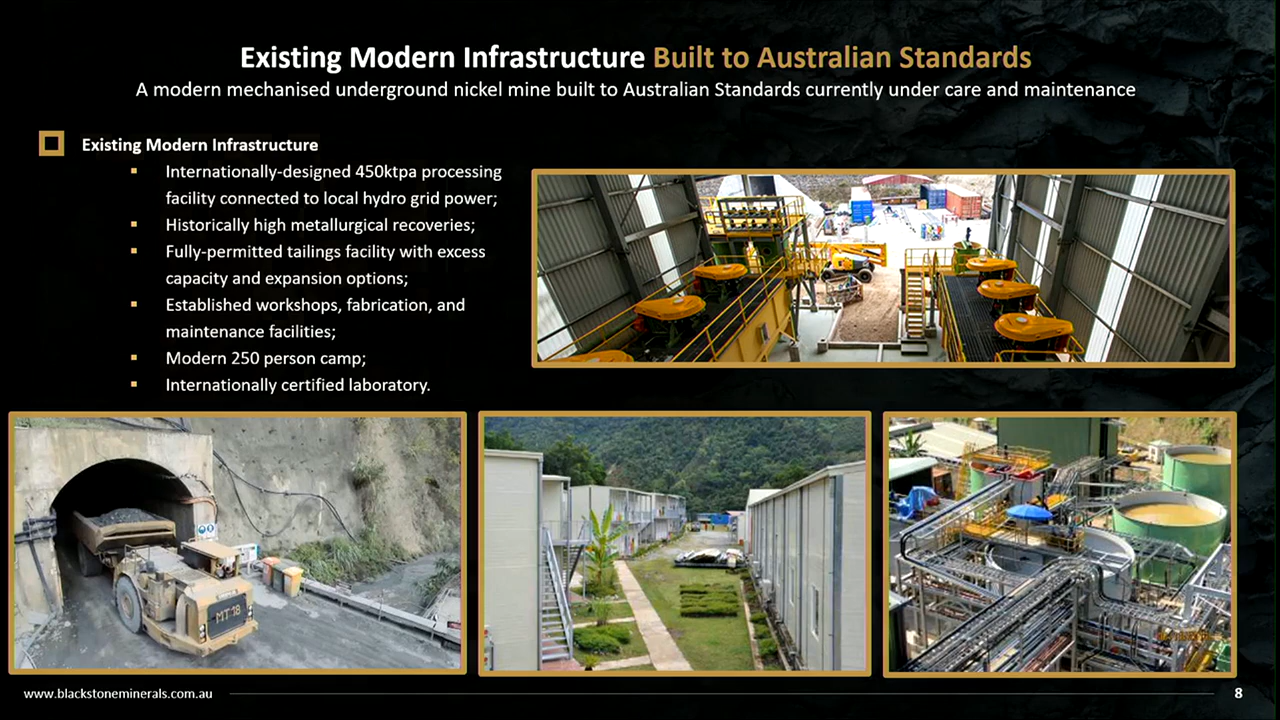 Existing Modern Infrastructure Built to Australian Standards
A modern mechanised underground nickel mine built to Australian Standards currently under care and maintenance
Existing Modern Infrastructure
Internationally-designed 450ktpa processing
facility connected to local hydro grid power;
Historically high metallurgical recoveries;
Fully-permitted tailings facility with excess
capacity and expansion options;
Established workshops, fabrication, and
maintenance facilities;
Modern 250 person camp;
Internationally certified laboratory.
MT-18
www.blackstoneminerals.com.au
8